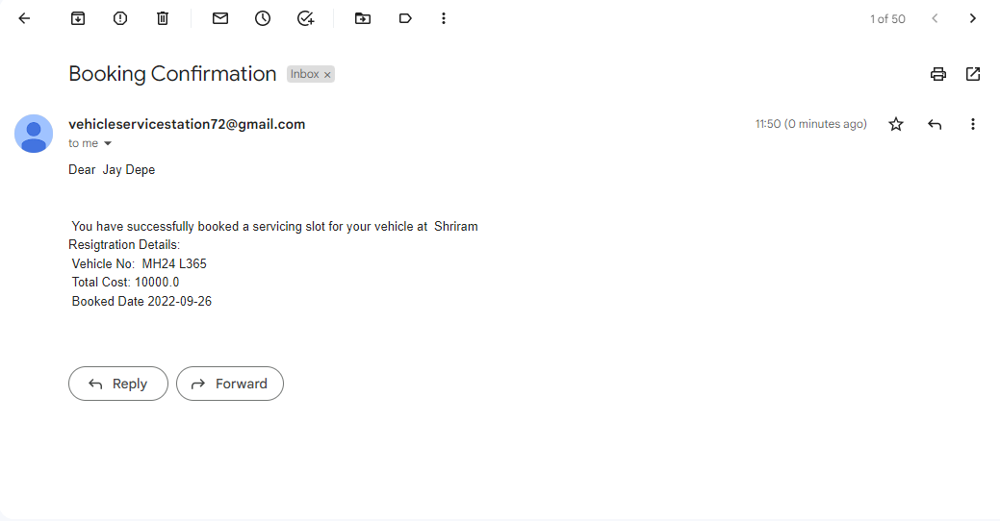 1 of 50
Booking Confirmation Inbox ×
vehicleservicestation72@gmail.com 11:50 (0 minutes ago)
to me
Dear Jay Depe
You have successfully booked a servicing slot for your vehicle at Shriram
Resigtration Details:
Vehicle No: MH24 L365
Total Cost: 10000.0
Booked Date 2022-09-26
Reply Forward